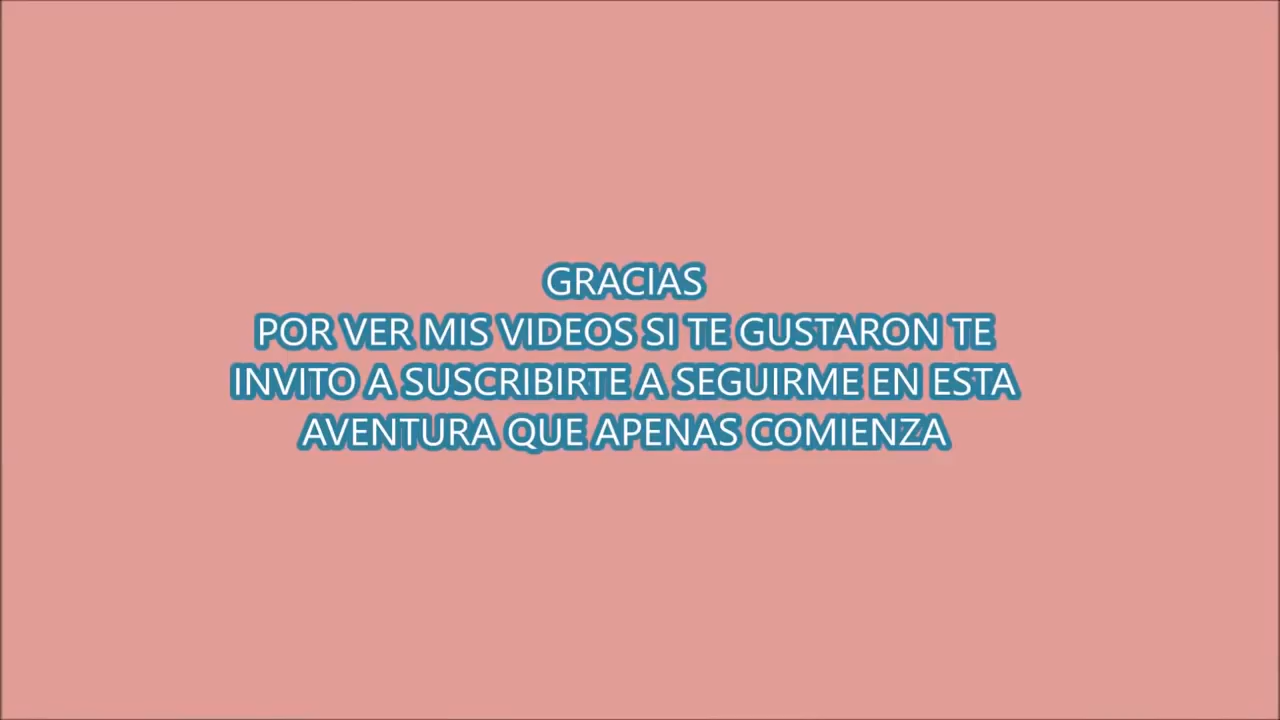 GRACIAS
POR VER MIS VIDEOS SI TE GUSTARON TE
INVITO A SUSCRIBIRTE A SEGUIRME EN ESTA
AVENTURA QUE APENAS COMIENZA